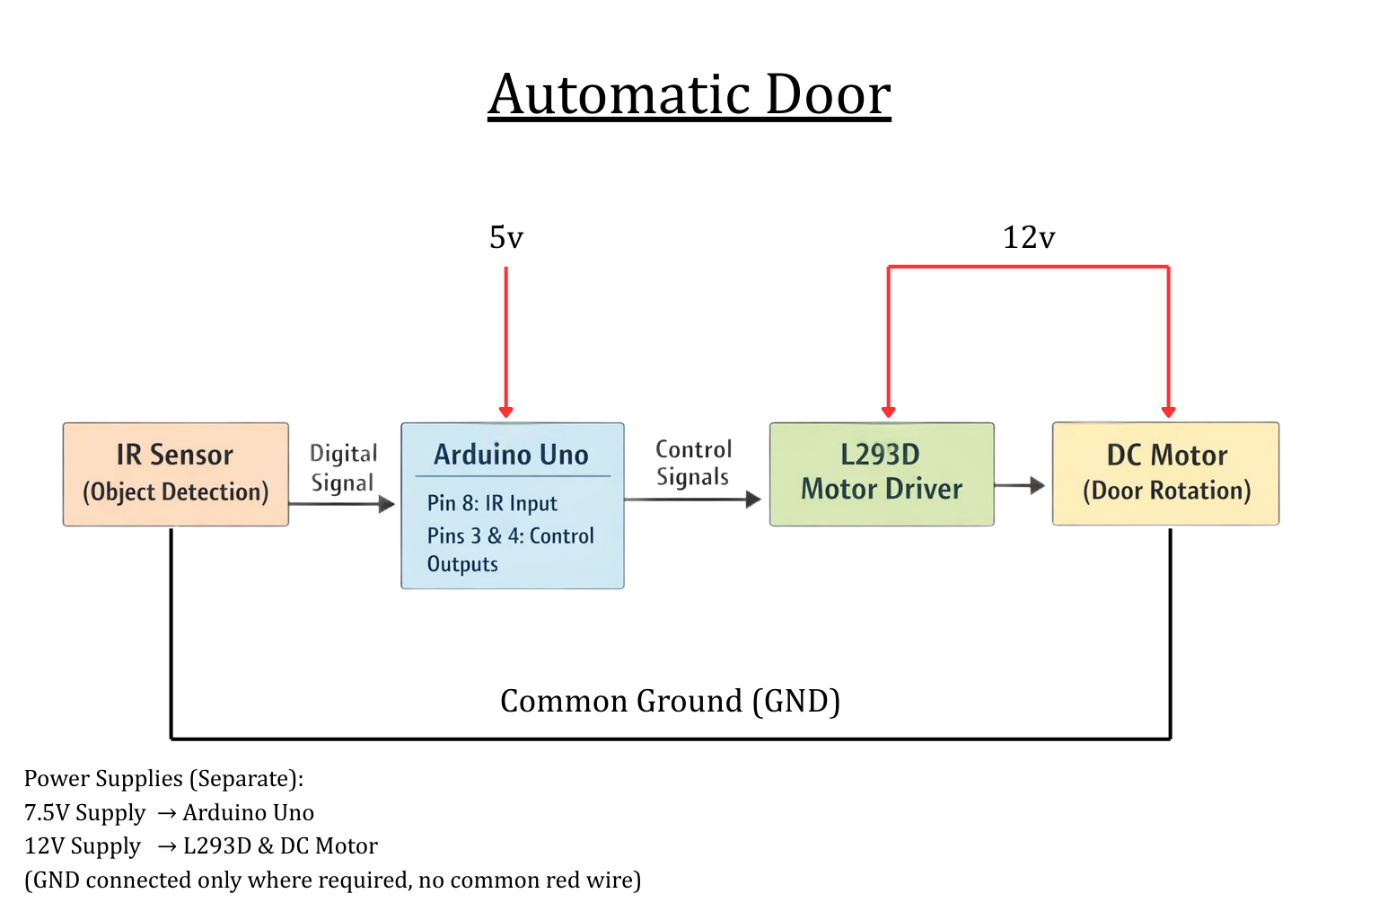 Automatic Door
5v
12v
IR Sensor
(Object Detection)
Digital
Signal
Arduino Uno
Pin 8: IR Input
Pins 3 & 4: Control
Outputs
Control
Signals
L293D
Motor Driver
DC Motor
(Door Rotation)
Common Ground (GND)
Power Supplies (Separate):
7.5V Supply → Arduino Uno
12V Supply → L293D & DC Motor
(GND connected only where required, no common red wire)